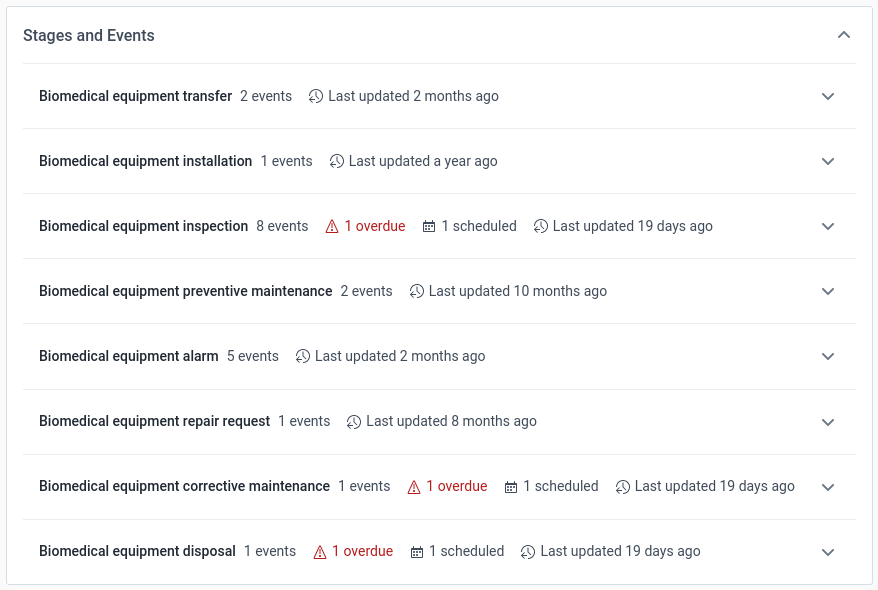 Stages and Events
Biomedical equipment transfer 2 events Last updated 2 months ago
Biomedical equipment installation 1 events Last updated a year ago
Biomedical equipment inspection 8 events 1 overdue 1 scheduled Last updated 19 days ago
Biomedical equipment preventive maintenance 2 events Last updated 10 months ago
Biomedical equipment alarm 5 events Last updated 2 months ago
Biomedical equipment repair request 1 events Last updated 8 months ago
Biomedical equipment corrective maintenance 1 events 1 overdue 1 scheduled Last updated 19 days ago
Biomedical equipment disposal 1 events 1 overdue 1 scheduled Last updated 19 days ago